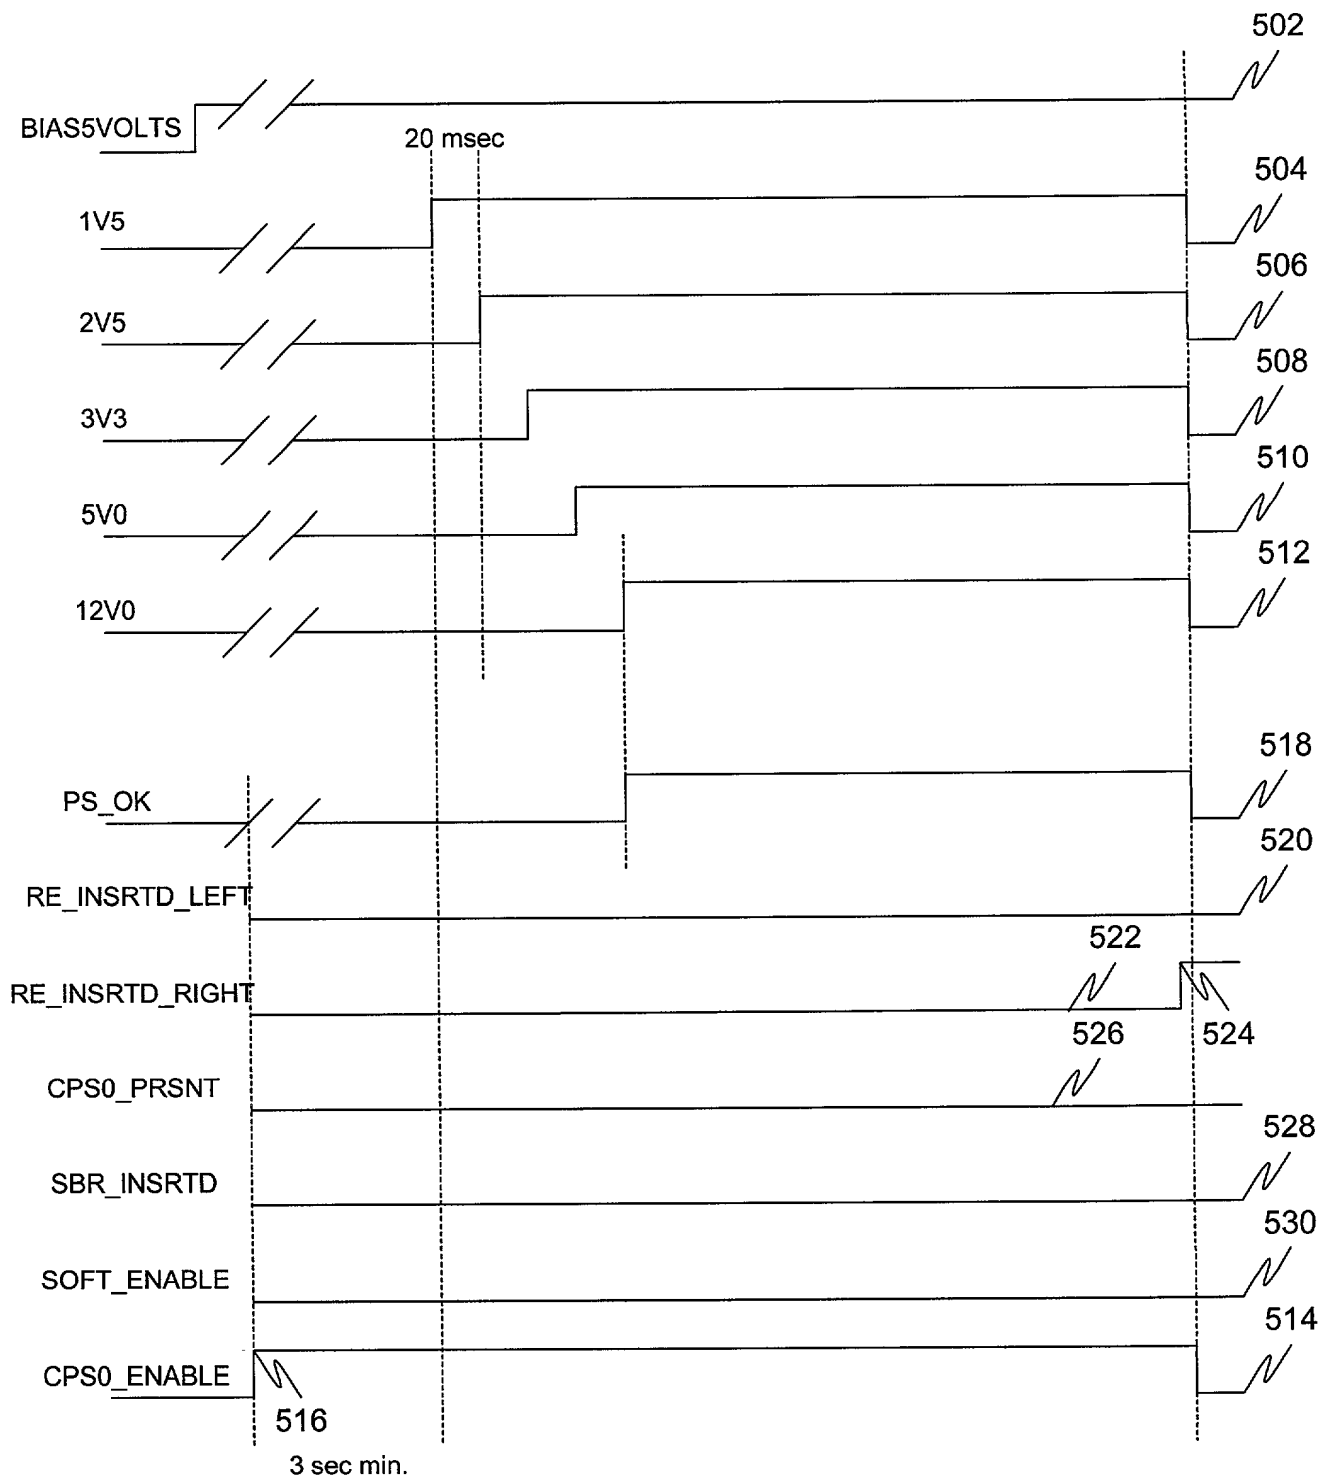 502
BIAS5VOLTS
20 msec
504
1V5
506
2V5
508
3V3
510
5V0
512
12V0
518
PS_OK
520
RE_INSRTD_LEFT
522
RE_INSRTD_RIGHT
524
526
CPS0_PRSNT
528
SBR_INSRTD
530
SOFT_ENABLE
514
CPS0_ENABLE
516
3 sec min.